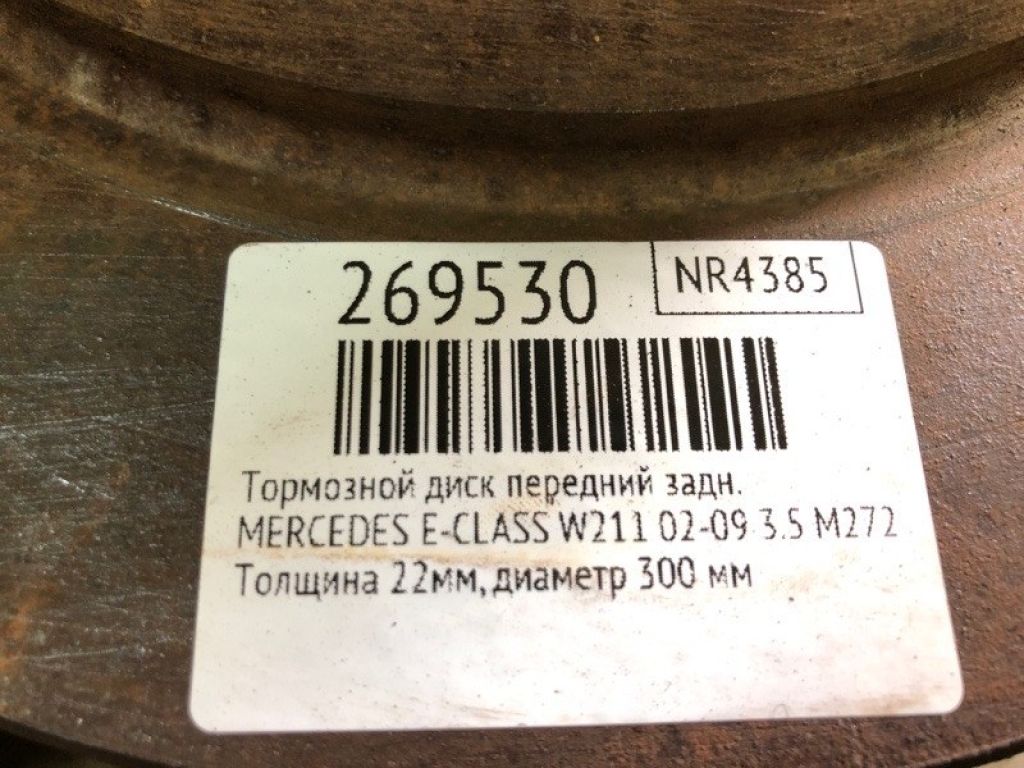 269530
NR4385
Тормозной диск передний задн.
MERCEDES E-CLASS W211 02-09 3.5 M272
Толщина 22мм, диаметр 300 мм